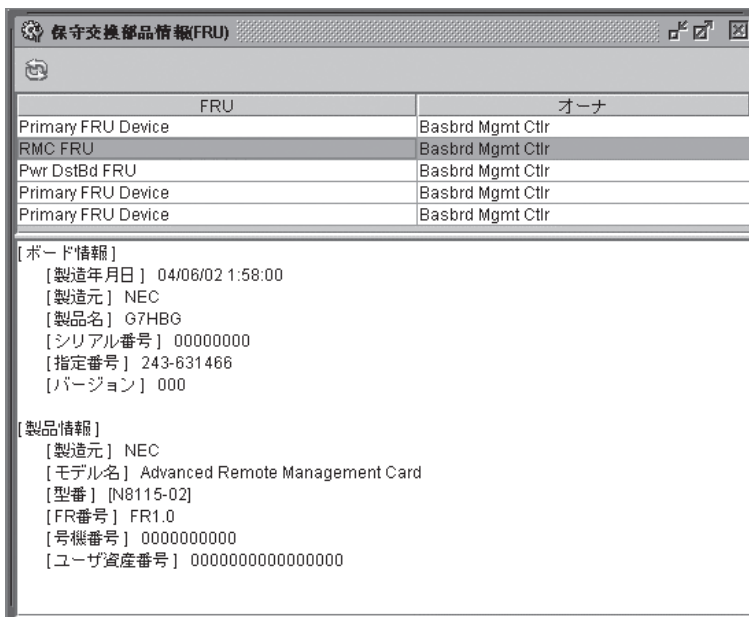 保守交換部品情報(FRU)
FRU オーナ
Primary FRU Device Basbrd Mgmt Ctlr
RMC FRU Basbrd Mgmt Ctlr
Pwr DstBd FRU Basbrd Mgmt Ctlr
Primary FRU Device Basbrd Mgmt Ctlr
Primary FRU Device Basbrd Mgmt Ctlr
[ボード情報]
[製造年月日] 04/06/02 1:58:00
[製造元] NEC
[製品名] G7HBG
[シリアル番号] 00000000
[指定番号] 243-631466
[バージョン] 000
[製品情報]
[製造元] NEC
[モデル名] Advanced Remote Management Card
[型番] [N8115-02]
[FR番号] FR1.0
[号機番号] 0000000000
[ユーザ資産番号] 0000000000000000